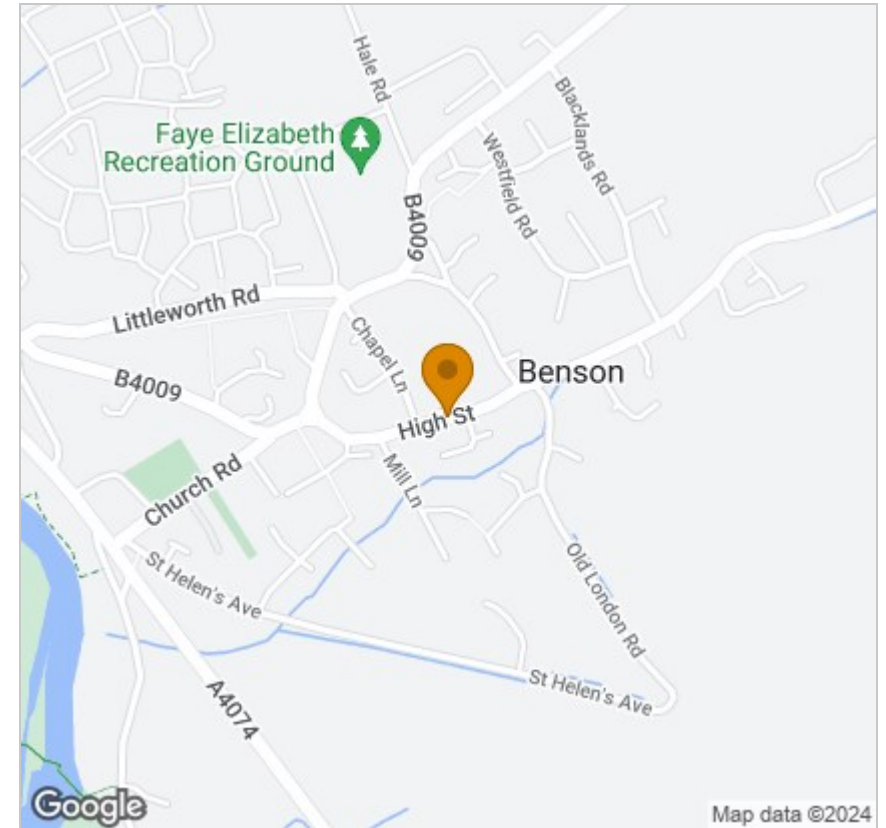 Hale Rd
Blacklands Rd
Faye Elizabeth
Recreation Ground
Westfield Rd
B4009
Littleworth Rd
Chapel Ln
Benson
B4009
High St
Church Rd
Mill Ln
St Helen's Ave
Old London Rd
St Helen's Ave
A4074
Google
Map data ©2024